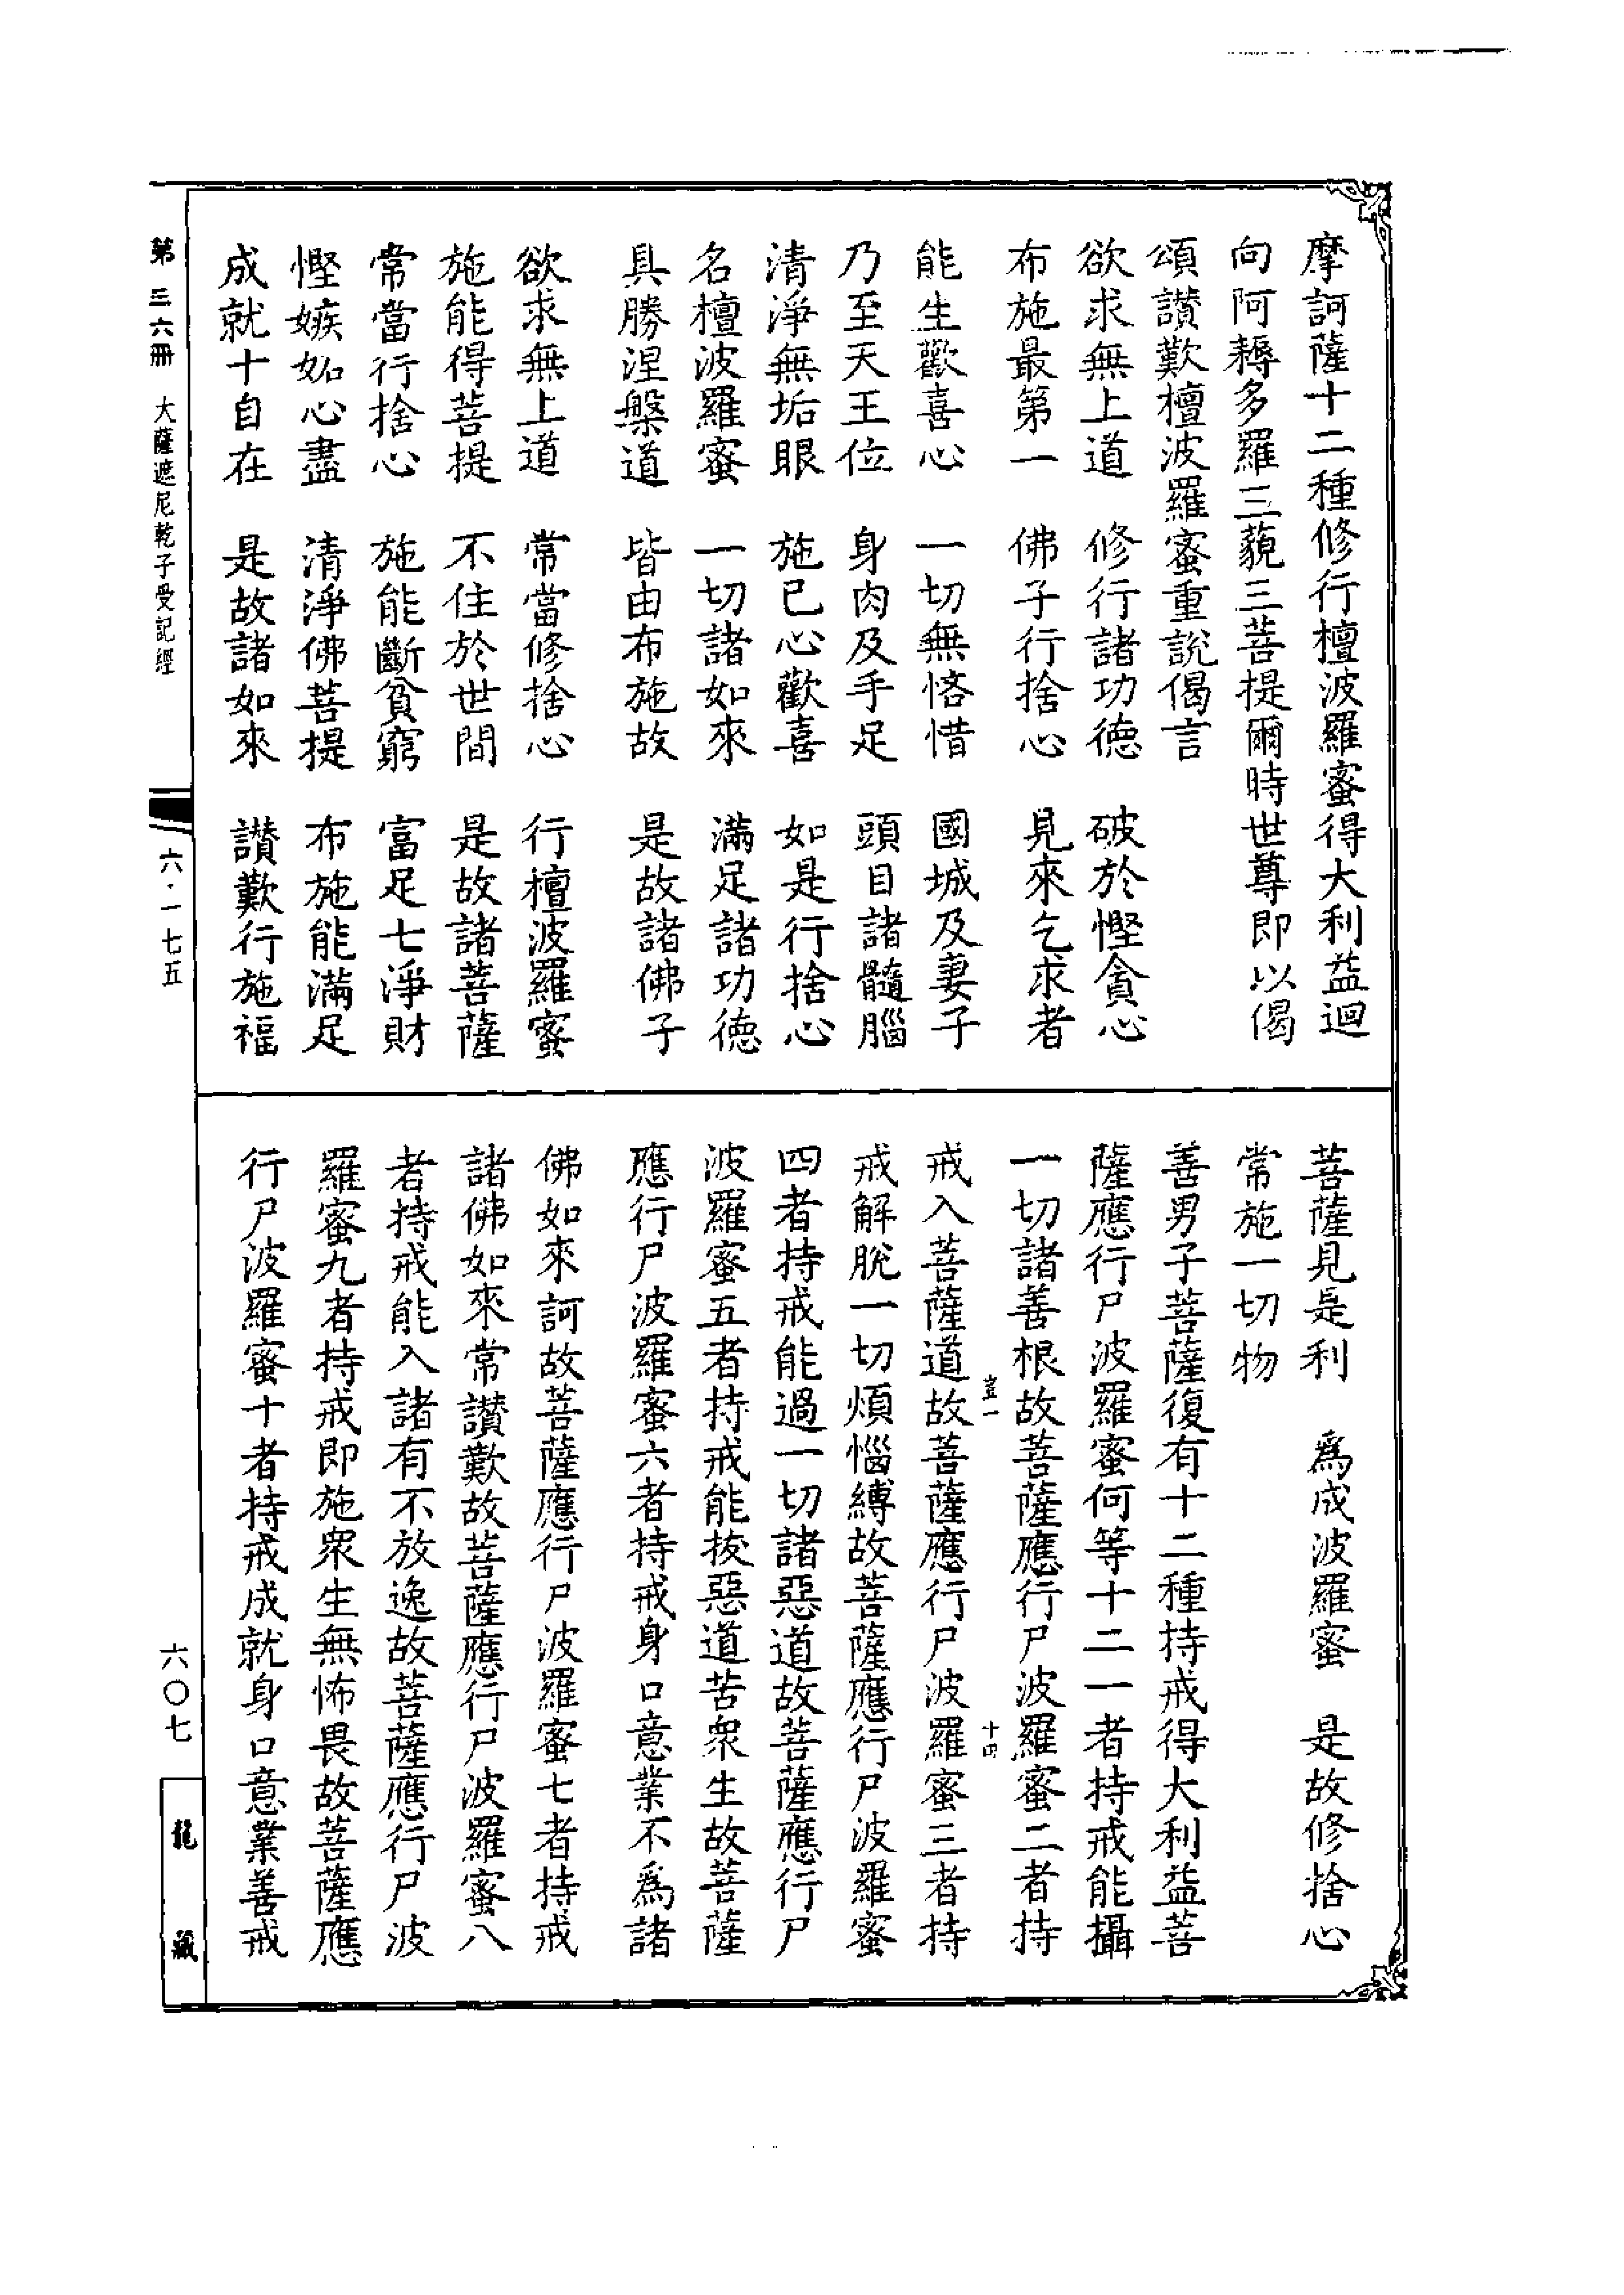 摩訶薩十二種修行檀波羅蜜得大利益迴
向阿耨多羅三藐三菩提爾時世尊即以偈
頌讃歎檀波羅蜜重說偈言
欲求無上道　修行諸功德　破於慳貪心
布施最第一　佛子行捨心　見來乞求者
能生歡喜心　一切無悋惜　國城及妻子
乃至天王位　身肉及手足　頭目諸髓腦
清淨無垢眼　施已心歡喜　如是行捨心
名檀波羅蜜　一切諸如來　滿足諸功德
具勝涅槃道　皆由布施故　是故諸佛子
欲求無上道　常當修捨心　行檀波羅蜜
施能得菩提　不住於世間　是故諸菩薩
常當行捨心　施能斷貧窮　富足七淨財
慳嫉妬心盡　清淨佛菩提　布施能滿足
成就十自在　是故諸如來　讃歎行施福
菩薩見是利　爲成波羅蜜　是故修捨心
常施一切物
善男子菩薩復有十二種持戒得大利益菩
薩應行尸波羅蜜何等十二一者持戒能攝
一切諸善根故菩薩應行尸波羅蜜二者持
豈一　十四
戒入菩薩道故菩薩應行尸波羅蜜三者持
戒解脫一切煩惱縛故菩薩應行尸波羅蜜
四者持戒能過一切諸惡道故菩薩應行尸
波羅蜜五者持戒能拔惡道苦衆生故菩薩
應行尸波羅蜜六者持戒身口意業不爲諸
佛如來訶故菩薩應行尸波羅蜜七者持戒
諸佛如來常讃歎故菩薩應行尸波羅蜜八
者持戒能入諸有不放逸故菩薩應行尸波
羅蜜九者持戒即施衆生無怖畏故菩薩應
行尸波羅蜜十者持戒成就身口意業善戒
第三六冊　大薩遮尼乾子受記經
六·一七五
六〇七
龍藏